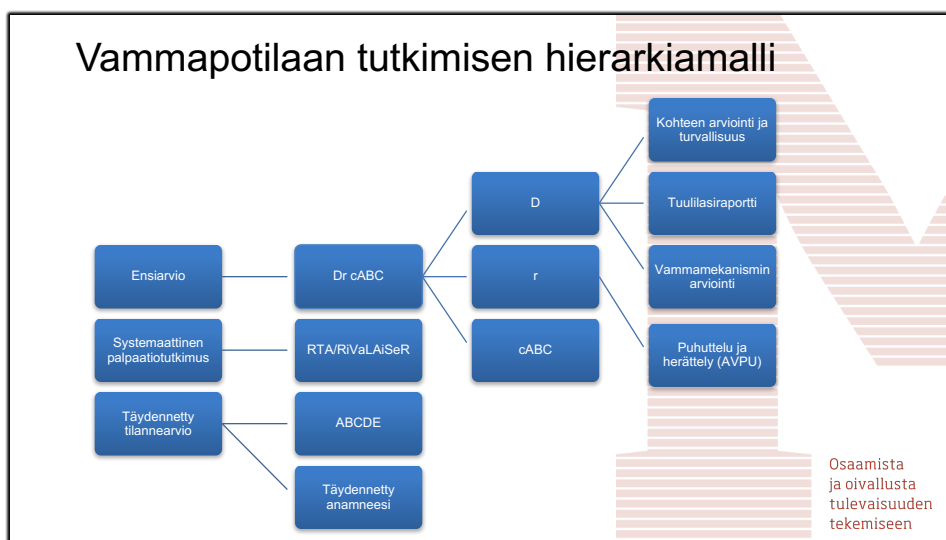 Vammapotilaan tutkimisen hierarkiamalli
Ensiarvio
Dr cABC
D
Kohteen arviointi ja
turvallisuus
Tuulilasiraportti
Vammamekanismin
arviointi
r
Puhuttelu ja
herättely (AVPU)
cABC
Systemaattinen
palpaatiotutkimus
RTA/RiVaLAiSeR
Täydennetty
tilannearvio
ABCDE
Täydennetty
anamneesi
Osaamista
ja oivallusta
tulevaisuuden
tekemiseen